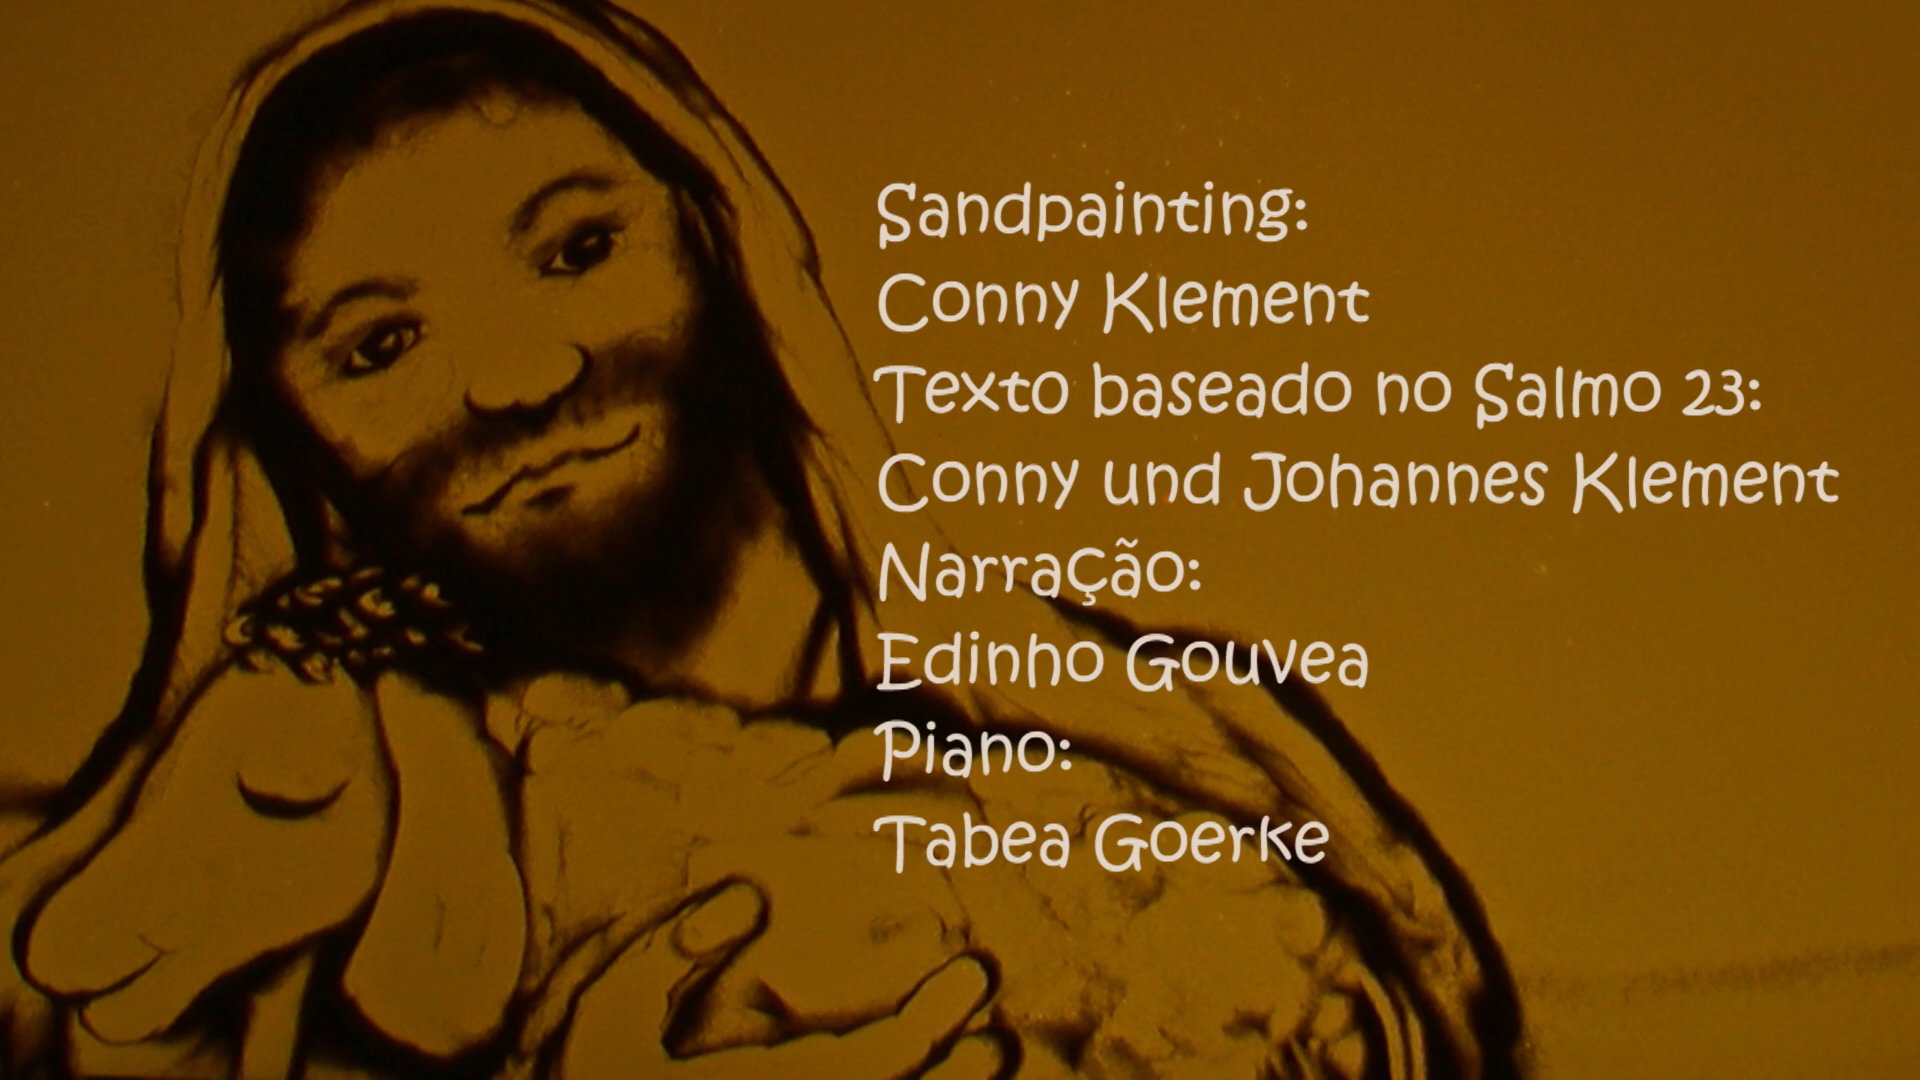 Sandpainting:
Conny Klement
Texto baseado no Salmo 23:
Conny und Johannes Klement
Narração:
Edinho Gouvea
Piano:
Tabea Goerke